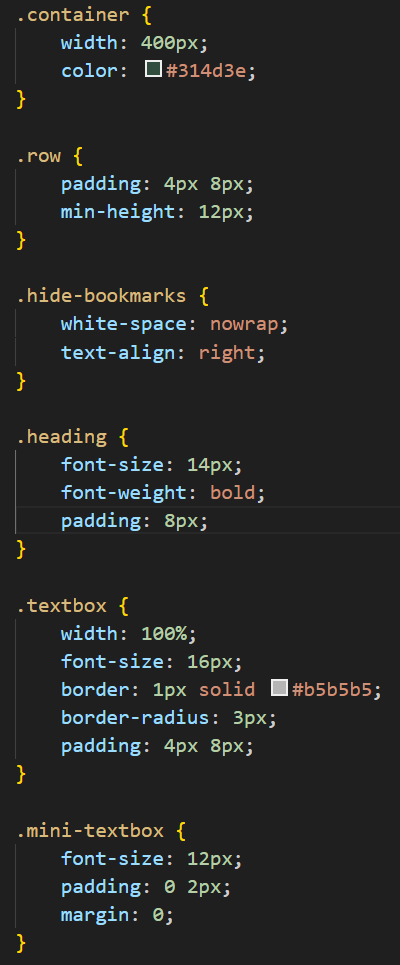 .container {
    width: 400px;
    color: #314d3e;
}

.row {
    padding: 4px 8px;
    min-height: 12px;
}

.hide-bookmarks {
    white-space: nowrap;
    text-align: right;
}

.heading {
    font-size: 14px;
    font-weight: bold;
    padding: 8px;
}

.textbox {
    width: 100%;
    font-size: 16px;
    border: 1px solid #b5b5b5;
    border-radius: 3px;
    padding: 4px 8px;
}

.mini-textbox {
    font-size: 12px;
    padding: 0 2px;
    margin: 0;
}